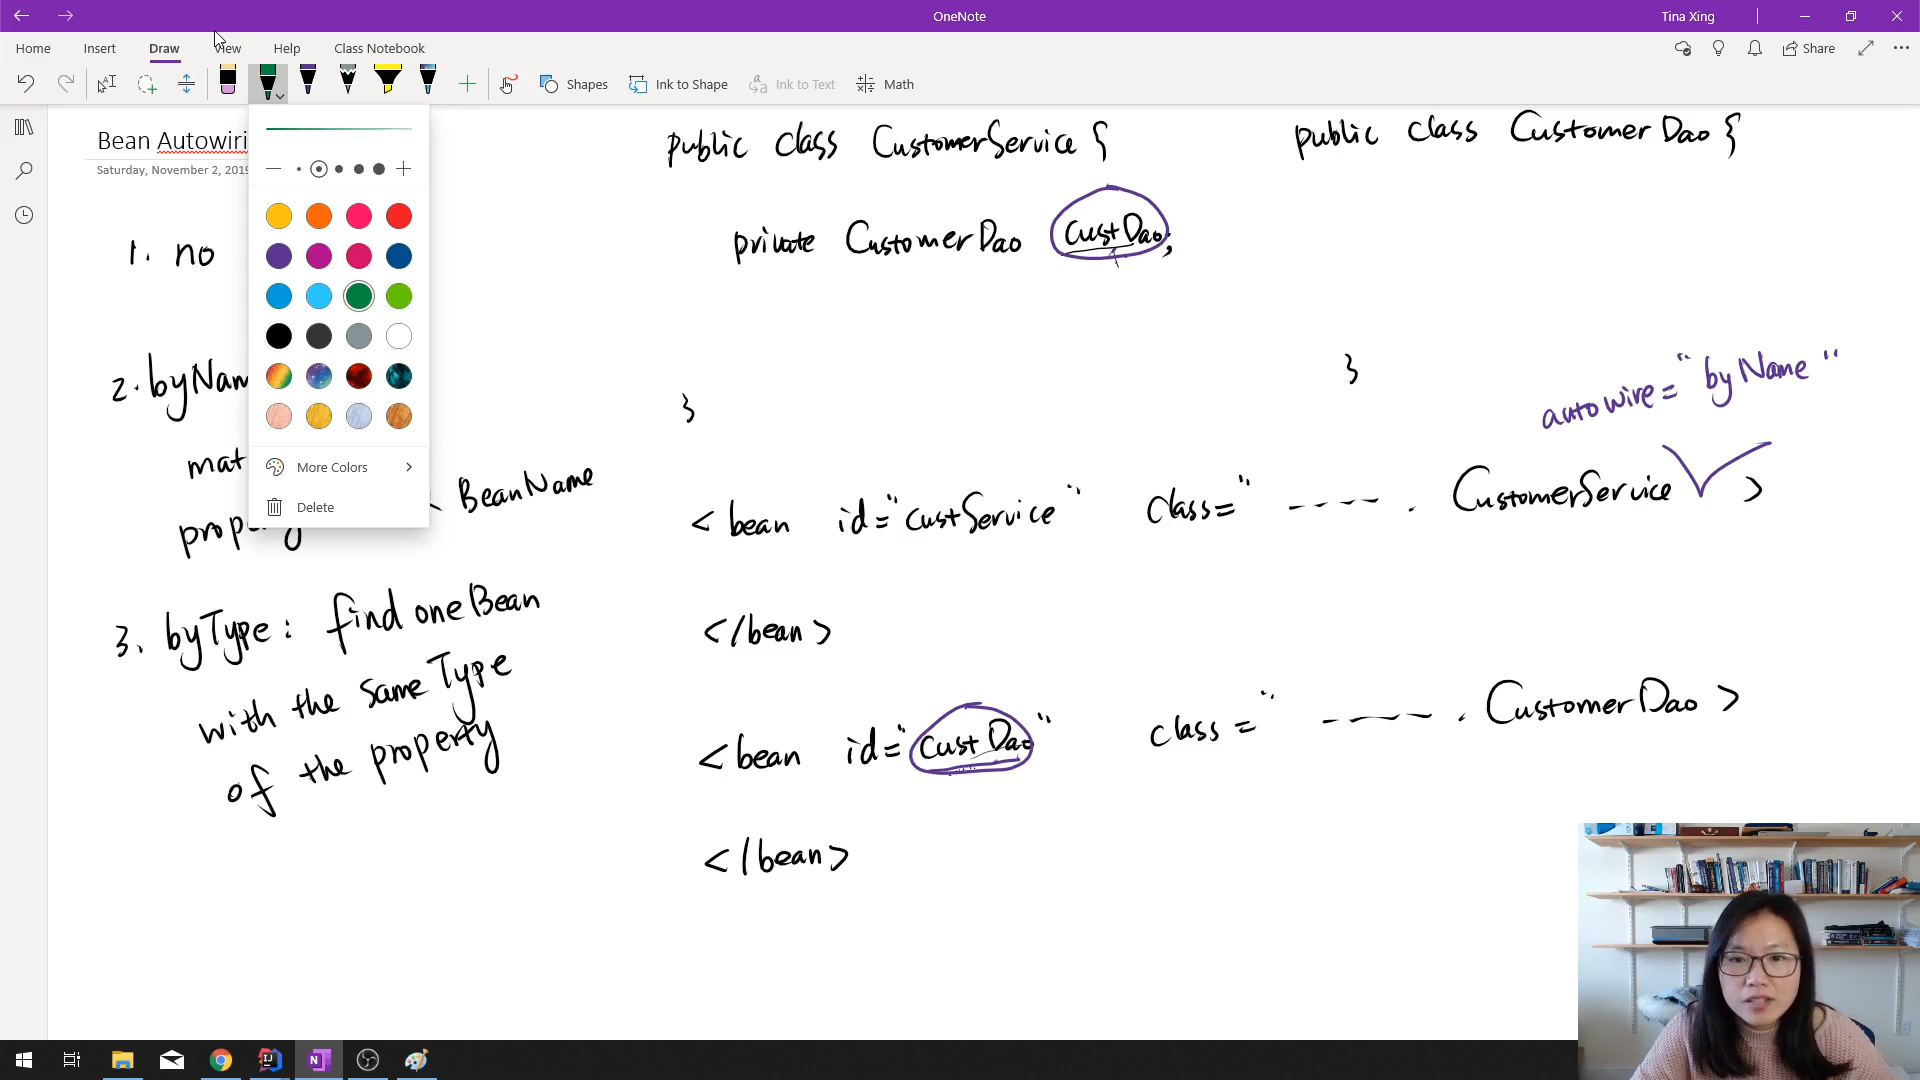 OneNote
Tina Xing
Home
Insert
Draw
View
Help
Class Notebook
Share
Shapes
Ink to Shape
Ink to Text
Math
Bean Autowiri
Saturday, November 2, 2019
More Colors
Delete
1. no
2. byNam
mat
BeanName
3. byType: find one Bean
with the same Type
of the property
public class CustomerService {
private CustomerDao custDao;
}
public class CustomerDao {
}
autowire="byName"
<bean id="custService" class=" ----- . CustomerService >
</bean>
<bean id="custDao" class=" ----- . CustomerDao >
</bean>